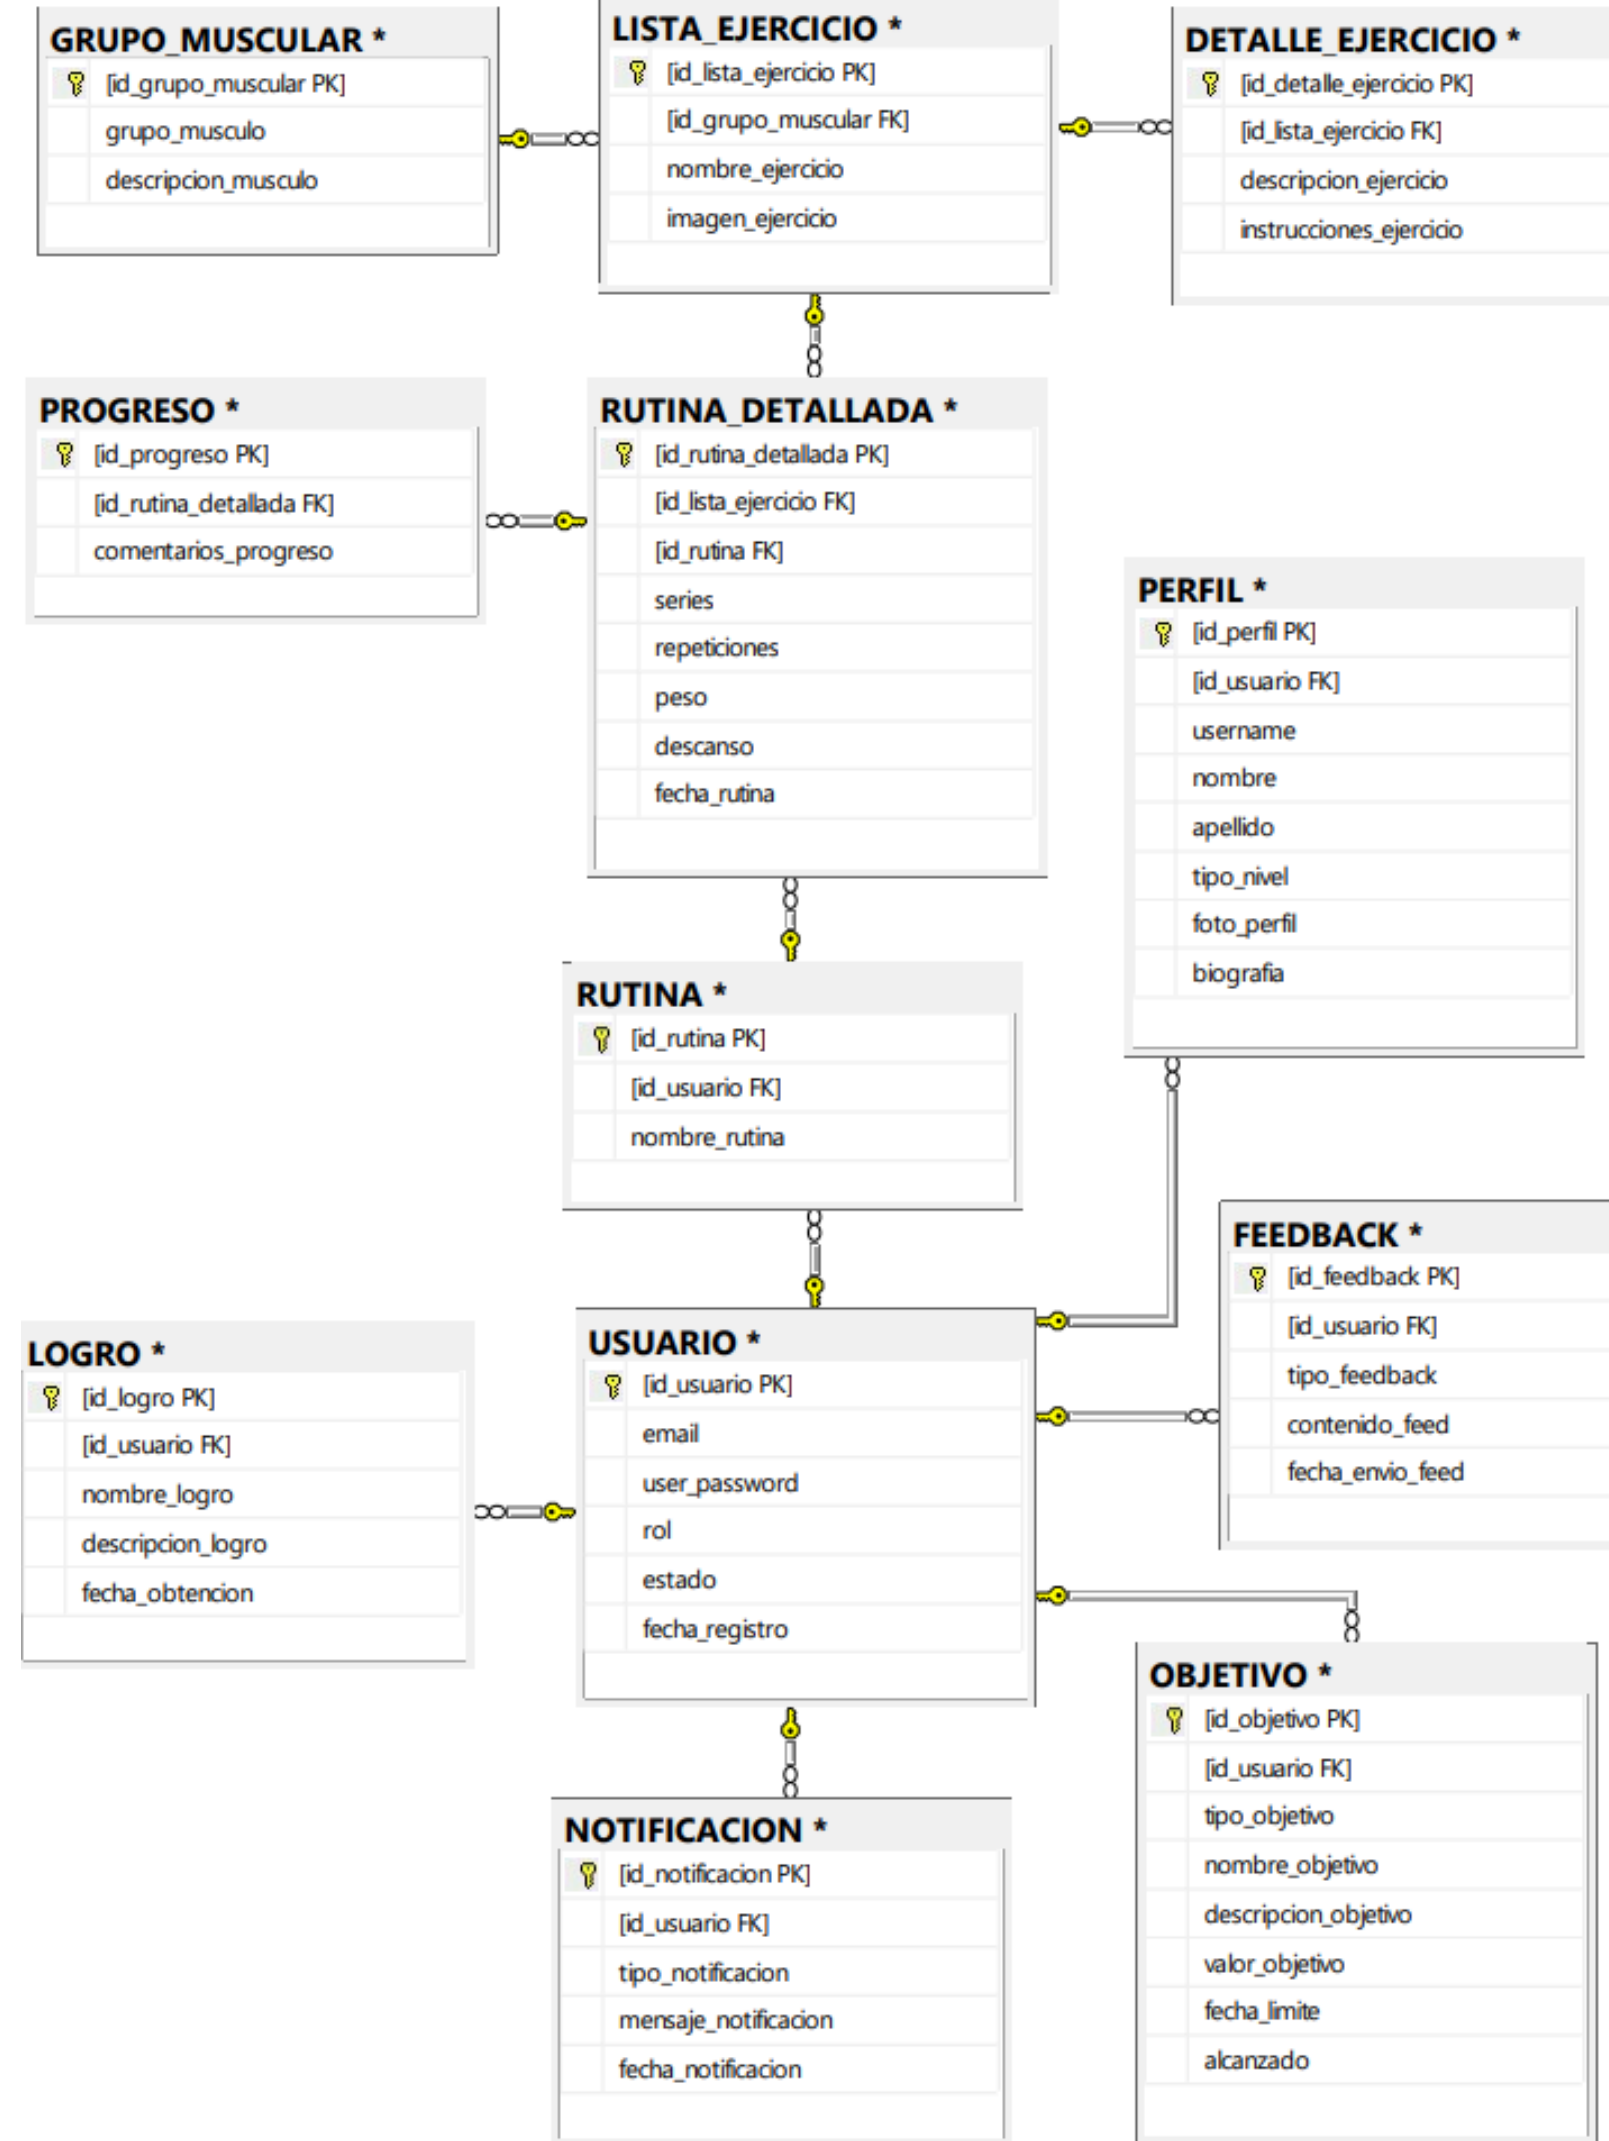 GRUPO_MUSCULAR *
[id_grupo_muscular PK]
grupo_musculo
descripcion_musculo
LISTA_EJERCICIO *
[id_lista_ejercicio PK]
[id_grupo_muscular FK]
nombre_ejercicio
imagen_ejercicio
DETALLE_EJERCICIO *
[id_detalle_ejercicio PK]
[id_lista_ejercicio FK]
descripcion_ejercicio
instrucciones_ejercicio
PROGRESO *
[id_progreso PK]
[id_rutina_detallada FK]
comentarios_progreso
RUTINA_DETALLADA *
[id_rutina_detallada PK]
[id_lista_ejercicio FK]
[id_rutina FK]
series
repeticiones
peso
descanso
fecha_rutina
PERFIL *
[id_perfil PK]
[id_usuario FK]
username
nombre
apellido
tipo_nivel
foto_perfil
biografia
RUTINA *
[id_rutina PK]
[id_usuario FK]
nombre_rutina
FEEDBACK *
[id_feedback PK]
[id_usuario FK]
tipo_feedback
contenido_feed
fecha_envio_feed
LOGRO *
[id_logro PK]
[id_usuario FK]
nombre_logro
descripcion_logro
fecha_obtencion
USUARIO *
[id_usuario PK]
email
user_password
rol
estado
fecha_registro
OBJETIVO *
[id_objetivo PK]
[id_usuario FK]
tipo_objetivo
nombre_objetivo
descripcion_objetivo
valor_objetivo
fecha_limite
alcanzado
NOTIFICACION *
[id_notificacion PK]
[id_usuario FK]
tipo_notificacion
mensaje_notificacion
fecha_notificacion